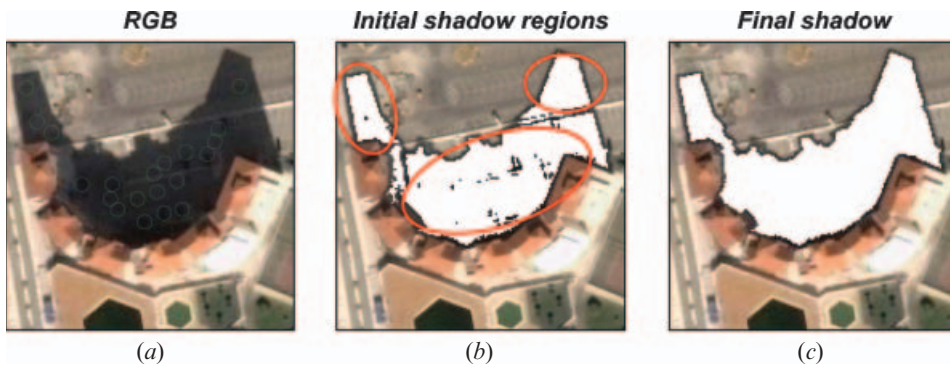 RGB
Initial shadow regions
Final shadow
(a)
(b)
(c)